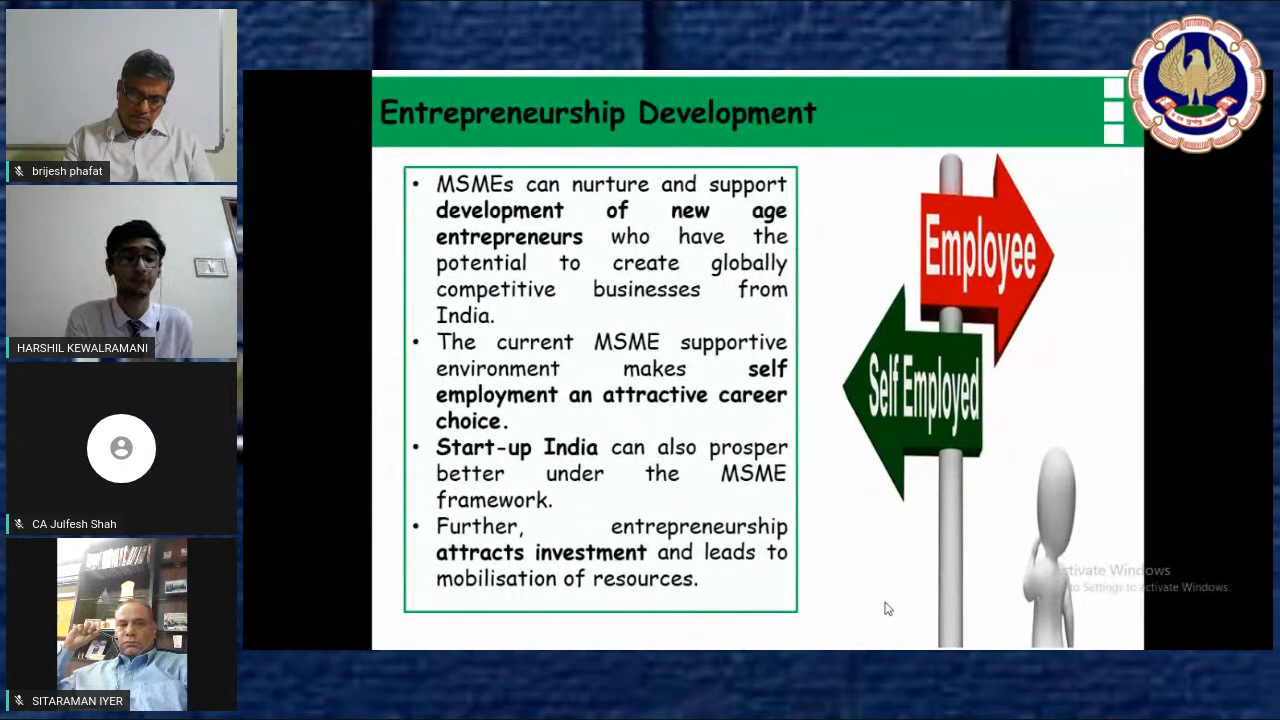 brijesh phafat
HARSHIL KEWALRAMANI
CA Julfesh Shah
SITARAMAN IYER
Entrepreneurship Development
• MSMEs can nurture and support
development of new age
entrepreneurs who have the
potential to create globally
competitive businesses from
India.
• The current MSME supportive
environment makes self
employment an attractive career
choice.
• Start-up India can also prosper
better under the MSME
framework.
• Further, entrepreneurship
attracts investment and leads to
mobilisation of resources.
Employee
Self Employed
ctivate Windows
to Settings to activate Windows.